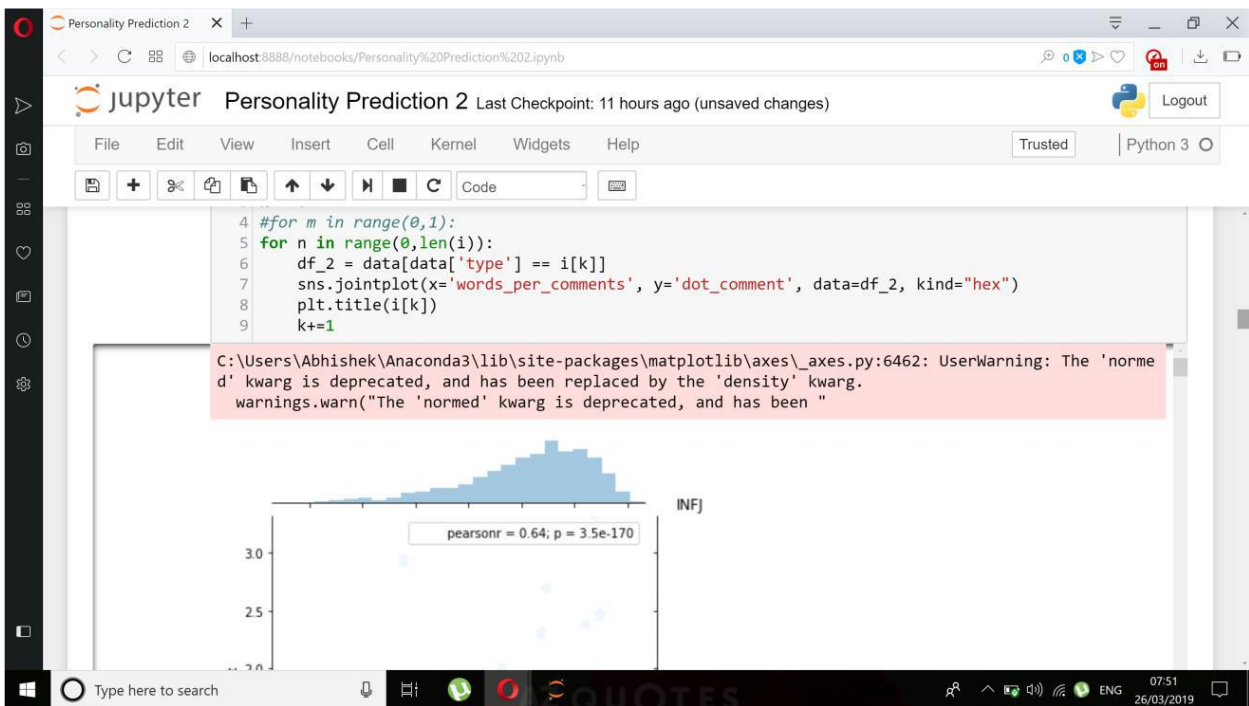 Personality Prediction 2
localhost:8888/notebooks/Personality%20Prediction%202.ipynb
0
on
jupyter Personality Prediction 2 Last Checkpoint: 11 hours ago (unsaved changes)
Logout
File Edit View Insert Cell Kernel Widgets Help
Trusted Python 3
Code
4 #for m in range(0,1):
5 for n in range(0,len(i)):
6 df_2 = data[data['type'] == i[k]]
7 sns.jointplot(x='words_per_comments', y='dot_comment', data=df_2, kind="hex")
8 plt.title(i[k])
9 k+=1
C:\Users\Abhishek\Anaconda3\lib\site-packages\matplotlib\axes\_axes.py:6462: UserWarning: The 'norme
d' kwarg is deprecated, and has been replaced by the 'density' kwarg.
warnings.warn("The 'normed' kwarg is deprecated, and has been "
INFJ
pearsonr = 0.64; p = 3.5e-170
3.0
2.5
2.0
Type here to search
QUOTES
ENG
07:51
26/03/2019